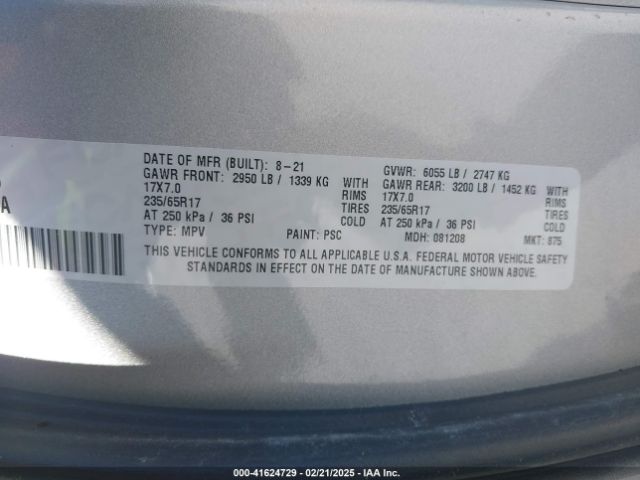 DATE OF MFR (BUILT): 8-21 GVWR: 6055 LB / 2747 KG
GAWR FRONT: 2950 LB / 1339 KG WITH GAWR REAR: 3200 LB / 1452 KG WITH
17X7.0 RIMS 17X7.0 RIMS
235/65R17 TIRES 235/65R17 TIRES
AT 250 kPa / 36 PSI COLD AT 250 kPa / 36 PSI COLD
TYPE: MPV PAINT: PSC MDH: 081208 MKT: 875
THIS VEHICLE CONFORMS TO ALL APPLICABLE U.S.A. FEDERAL MOTOR VEHICLE SAFETY
STANDARDS IN EFFECT ON THE DATE OF MANUFACTURE SHOWN ABOVE.
A
000-41624729 - 02/21/2025 - IAA Inc.